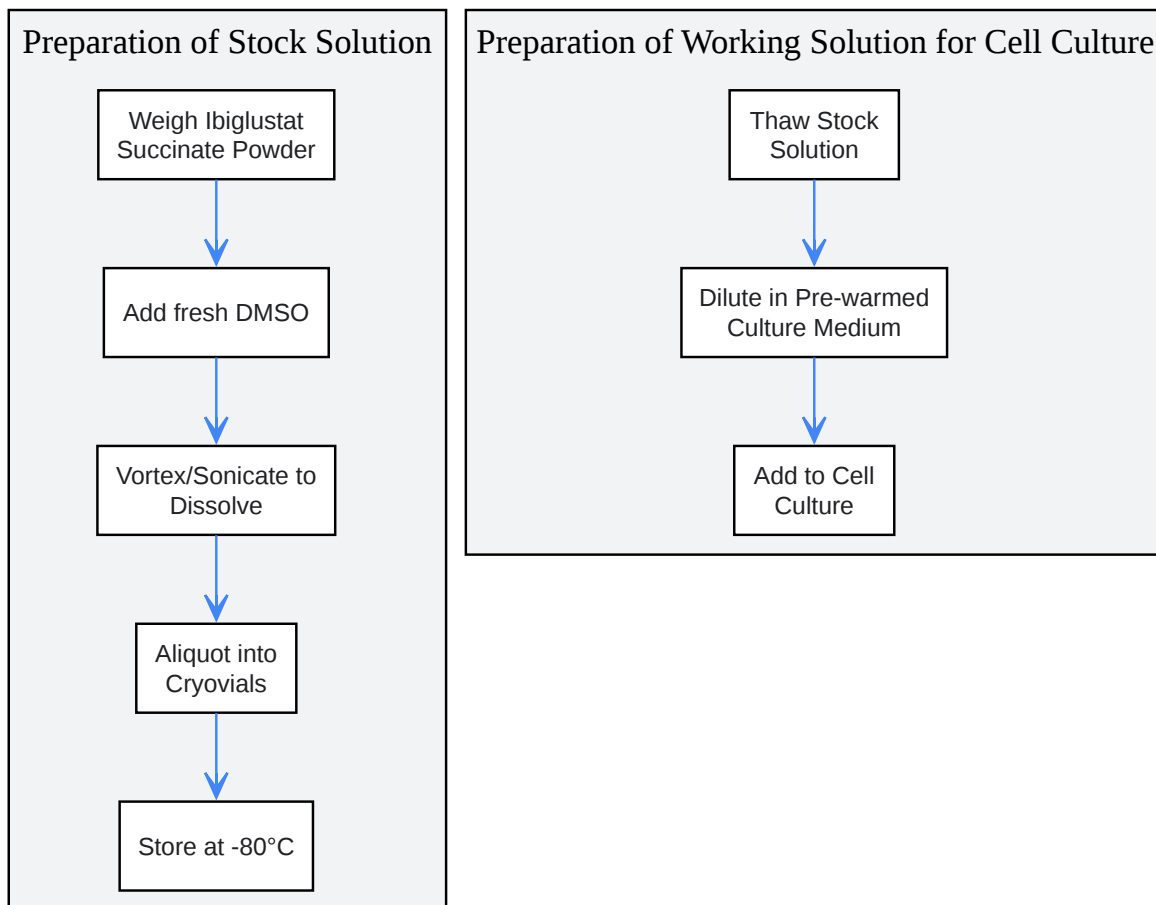 Preparation of Stock Solution
Weigh Ibiglustat
Succinate Powder
Add fresh DMSO
Vortex/Sonicate to
Dissolve
Aliquot into
Cryovials
Store at -80°C
Preparation of Working Solution for Cell Culture
Thaw Stock
Solution
Dilute in Pre-warmed
Culture Medium
Add to Cell
Culture